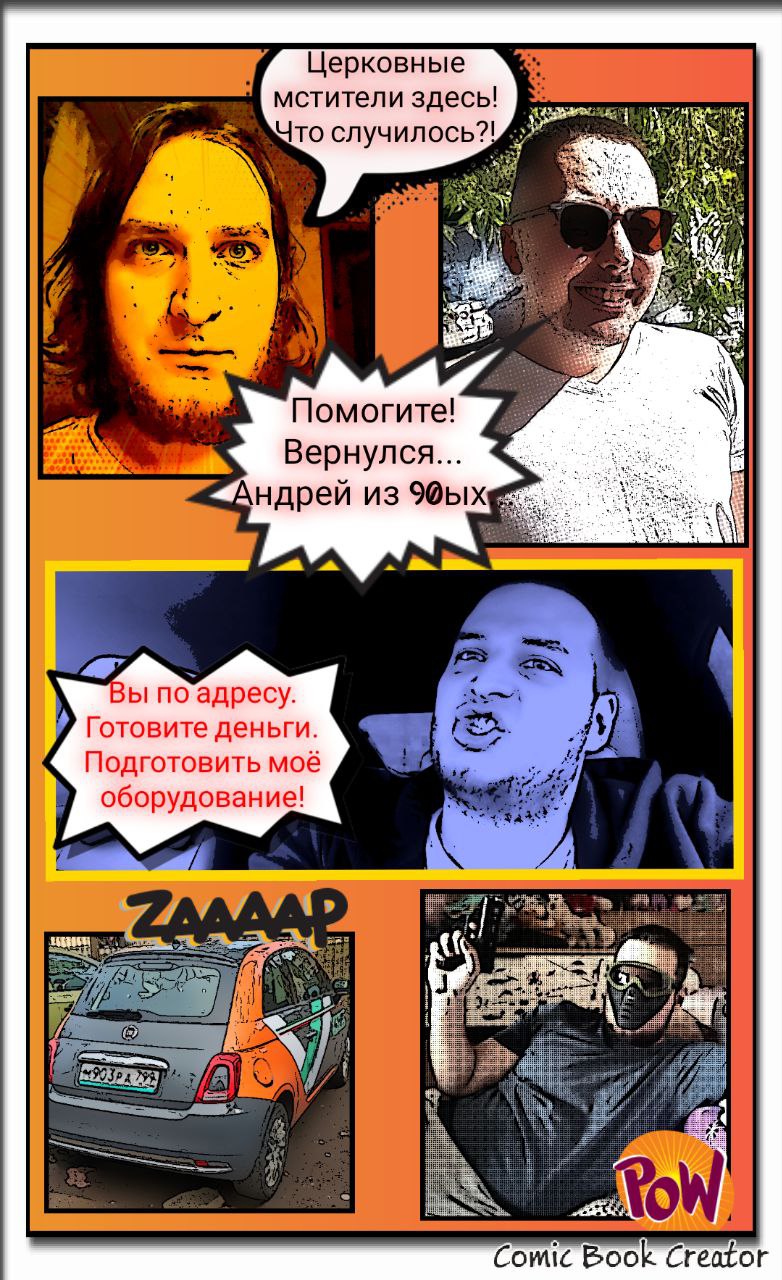 Церковные
мстители здесь!
Что случилось?!
Помогите!
Вернулся...
Андрей из 90ых.
Вы по адресу.
Готовите деньги.
Подготовить моё
оборудование!
ZAAAAP
POW
Comic Book Creator